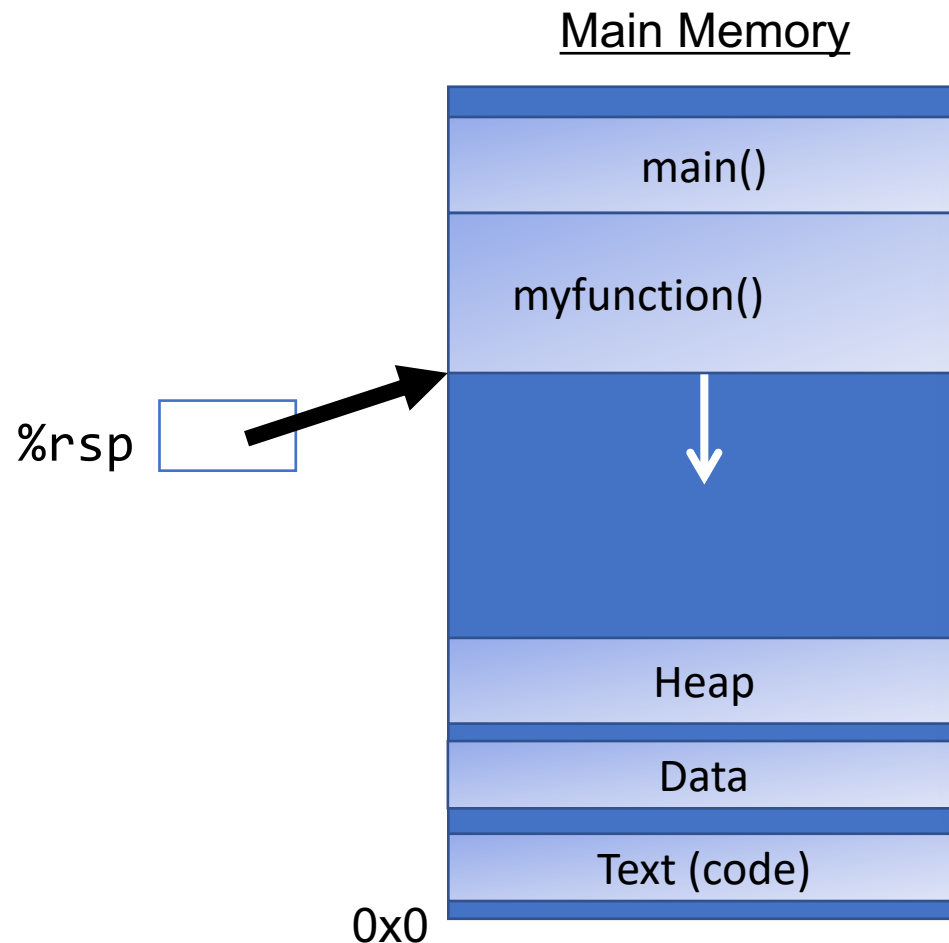 Main Memory
main()
myfunction()
%rsp
Heap
Data
Text (code)
0x0